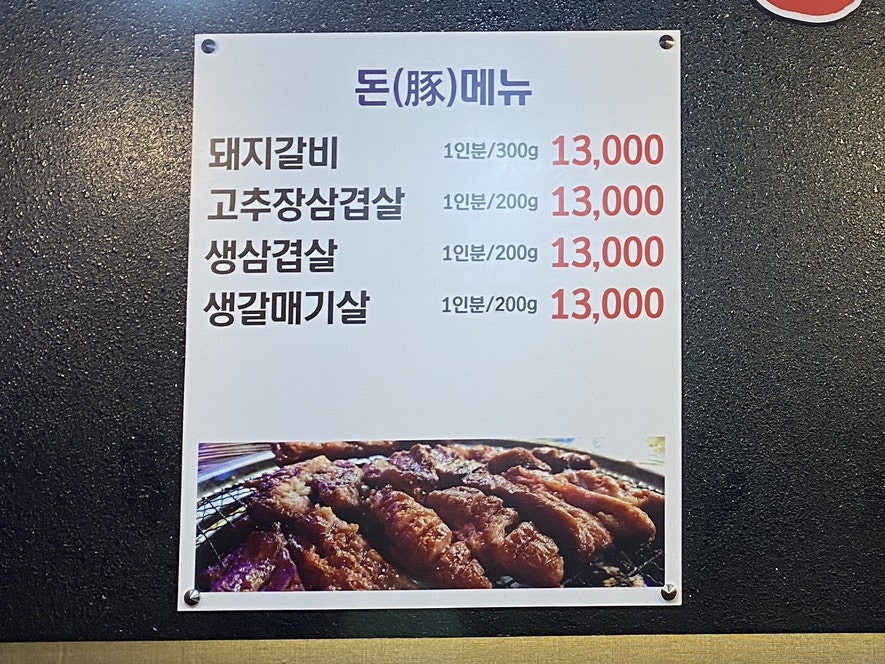 돈(豚)메뉴
돼지갈비 1인분/300g 13,000
고추장삼겹살 1인분/200g 13,000
생삼겹살 1인분/200g 13,000
생갈매기살 1인분/200g 13,000